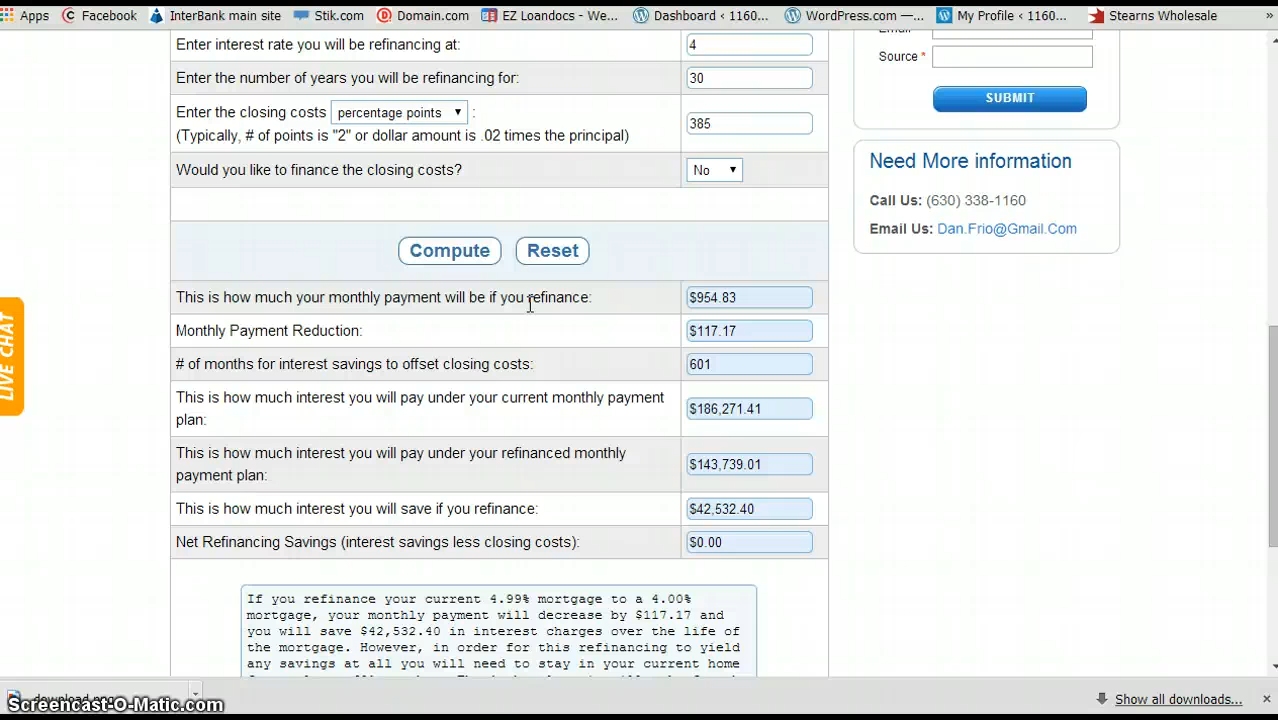 Apps Facebook InterBank main site Stik.com Domain.com EZ Loandocs - We... Dashboard ‹ 1160... WordPress.com —... My Profile ‹ 1160... Stearns Wholesale »
Enter interest rate you will be refinancing at: 4
Source *
Enter the number of years you will be refinancing for: 30
SUBMIT
Enter the closing costs percentage points :
(Typically, # of points is "2" or dollar amount is .02 times the principal)
385
Would you like to finance the closing costs? No
Need More information
Call Us: (630) 338-1160
Email Us: Dan.Frio@Gmail.Com
Compute Reset
LIVE CHAT
This is how much your monthly payment will be if you refinance: $954.83
Monthly Payment Reduction: $117.17
# of months for interest savings to offset closing costs: 601
This is how much interest you will pay under your current monthly payment
plan:
$186,271.41
This is how much interest you will pay under your refinanced monthly
payment plan:
$143,739.01
This is how much interest you will save if you refinance: $42,532.40
Net Refinancing Savings (interest savings less closing costs): $0.00
If you refinance your current 4.99% mortgage to a 4.00%
mortgage, your monthly payment will decrease by $117.17 and
you will save $42,532.40 in interest charges over the life of
the mortgage. However, in order for this refinancing to yield
any savings at all you will need to stay in your current home
Show all downloads...
Screencast-O-Matic.com